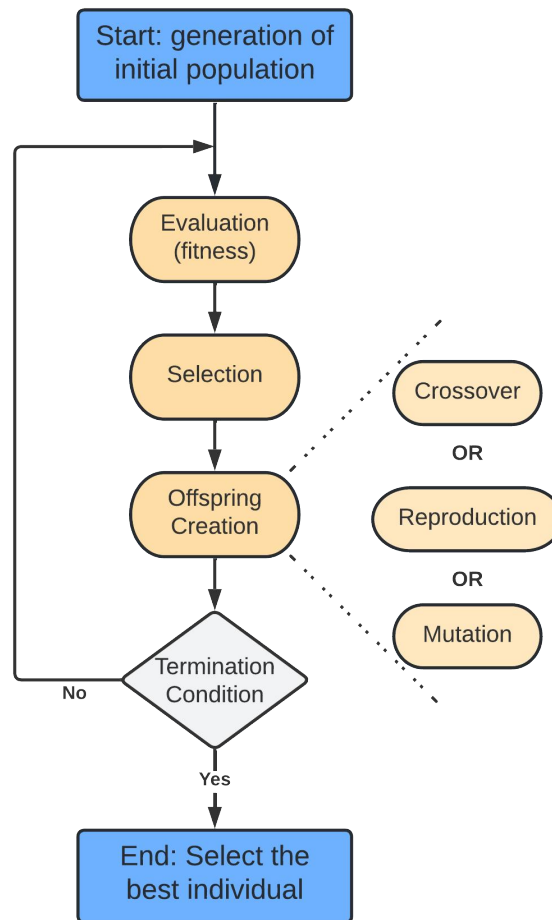 Start: generation of
initial population
Evaluation
(fitness)
Selection
Crossover
OR
Offspring
Creation
Reproduction
OR
Mutation
Termination
Condition
No
Yes
End: Select the
best individual